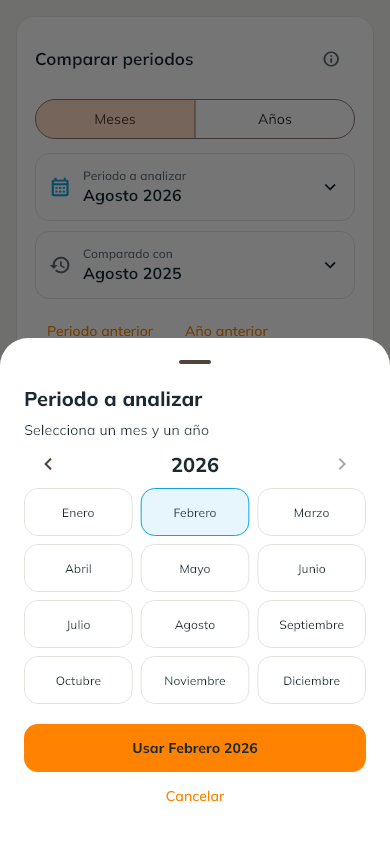 Comparar periodos
Meses
Años
Periodo a analizar
Agosto 2026
Comparado con
Agosto 2025
Periodo anterior
Año anterior
Periodo a analizar
Selecciona un mes y un año
2026
Enero
Febrero
Marzo
Abril
Mayo
Junio
Julio
Agosto
Septiembre
Octubre
Noviembre
Diciembre
Usar Febrero 2026
Cancelar